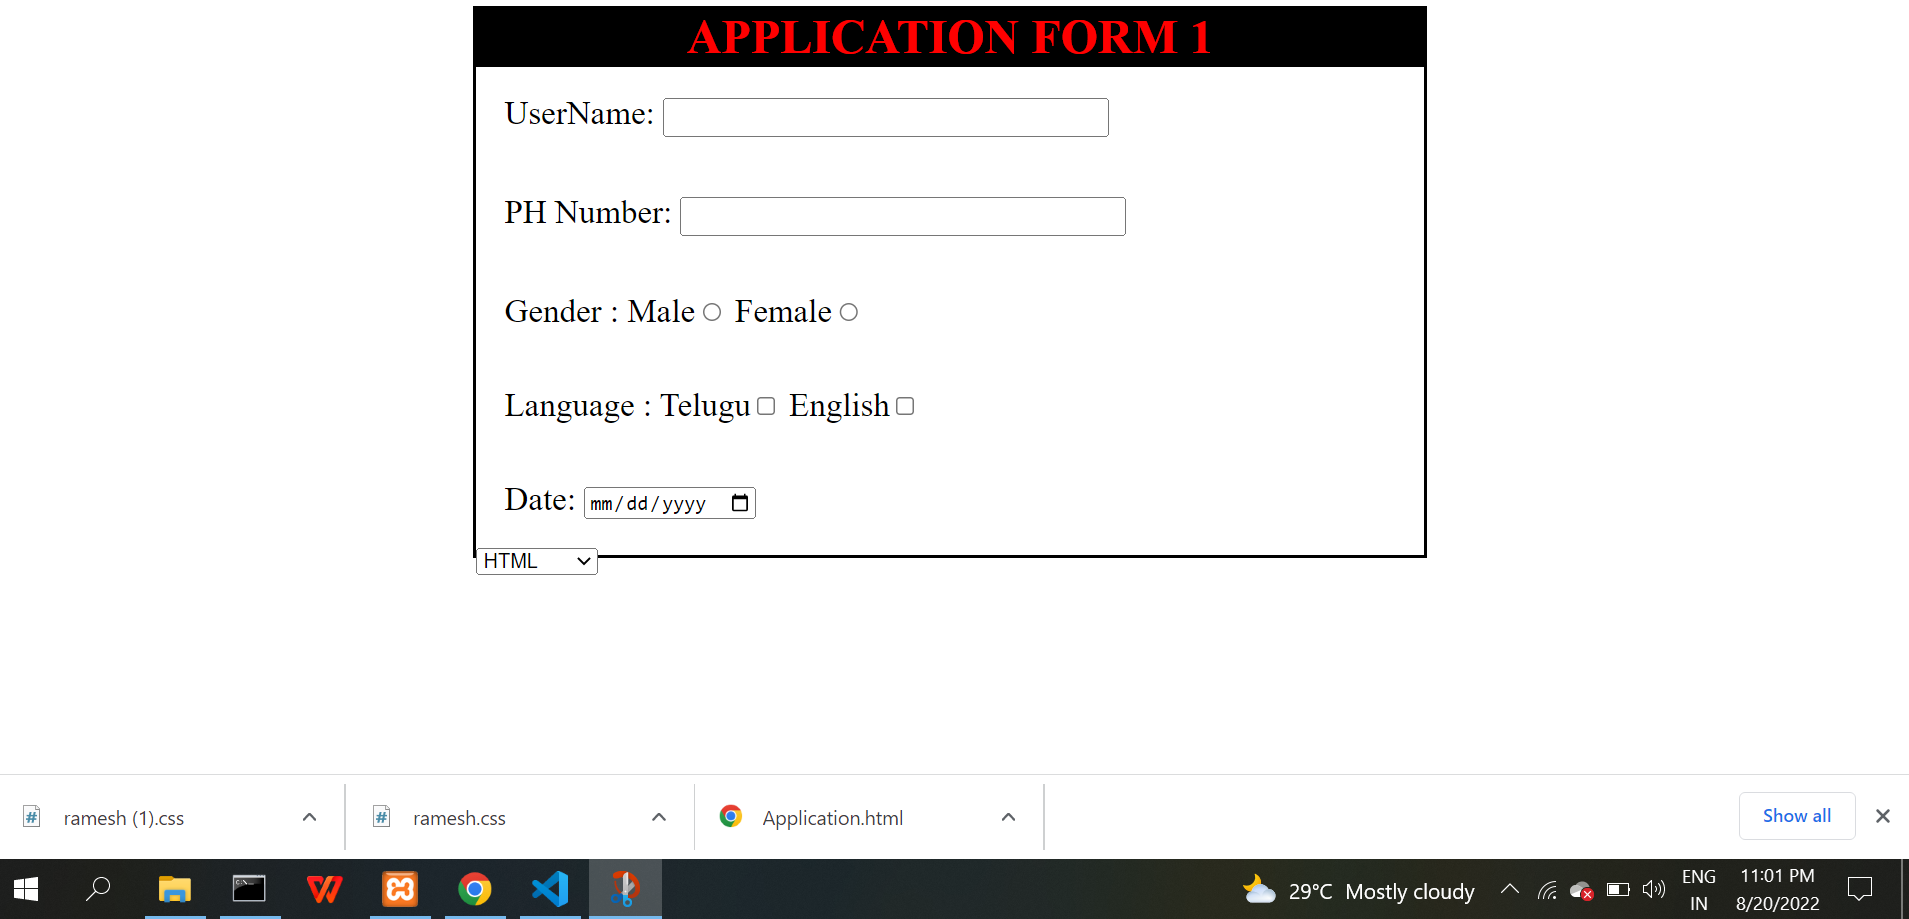 APPLICATION FORM 1
UserName:
PH Number:
Gender : Male Female
Language : Telugu English
Date: mm/dd/yyyy
HTML
ramesh (1).css ramesh.css Application.html Show all
29°C Mostly cloudy ENG 11:01 PM
IN 8/20/2022